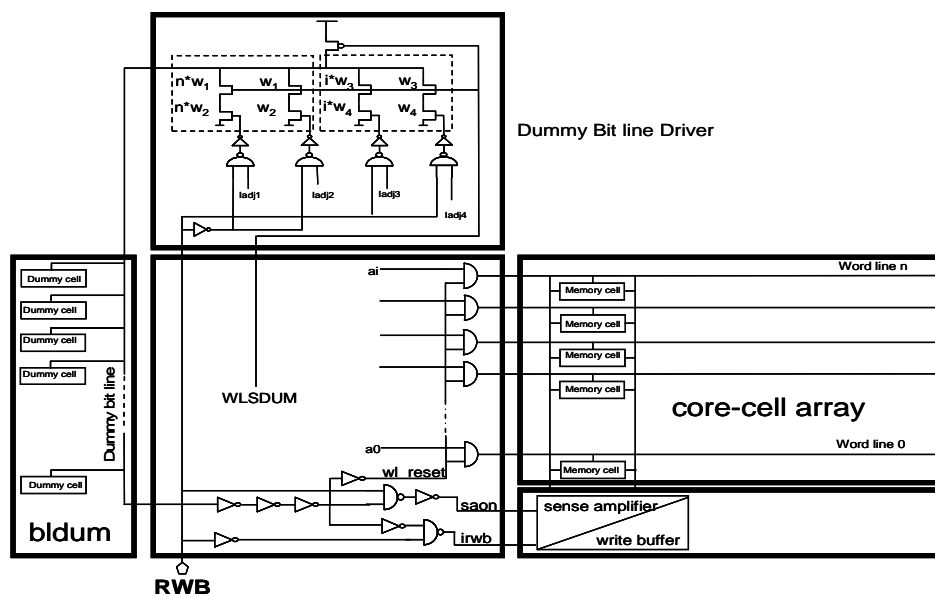 n*w1 w1 i*w3 w3
n*w2 w2 i*w4 w4
Dummy Bit line Driver
Iadj1 Iadj2 Iadj3 Iadj4
Dummy cell
Dummy cell
Dummy cell
Dummy cell
Dummy cell
Dummy bit line
bldum
ai
WLSDUM
a0
wl_reset
saon
irwb
RWB
Word line n
Memory cell
Memory cell
Memory cell
Memory cell
core-cell array
Word line 0
Memory cell
sense amplifier
write buffer